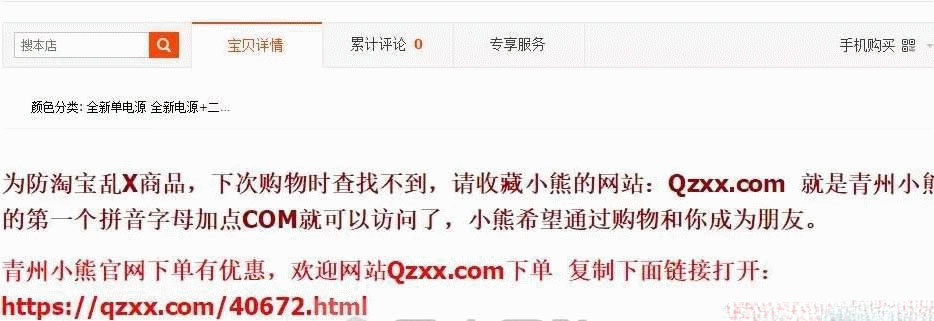 搜本店 宝贝详情 累计评论 0 专享服务 手机购买
颜色分类: 全新单电源 全新电源+二...
为防淘宝乱X商品，下次购物时查找不到，请收藏小熊的网站：Qzxx.com 就是青州小熊
的第一个拼音字母加点COM就可以访问了，小熊希望通过购物和你成为朋友。
青州小熊官网下单有优惠，欢迎网站Qzxx.com下单 复制下面链接打开：
https://qzxx.com/40672.html